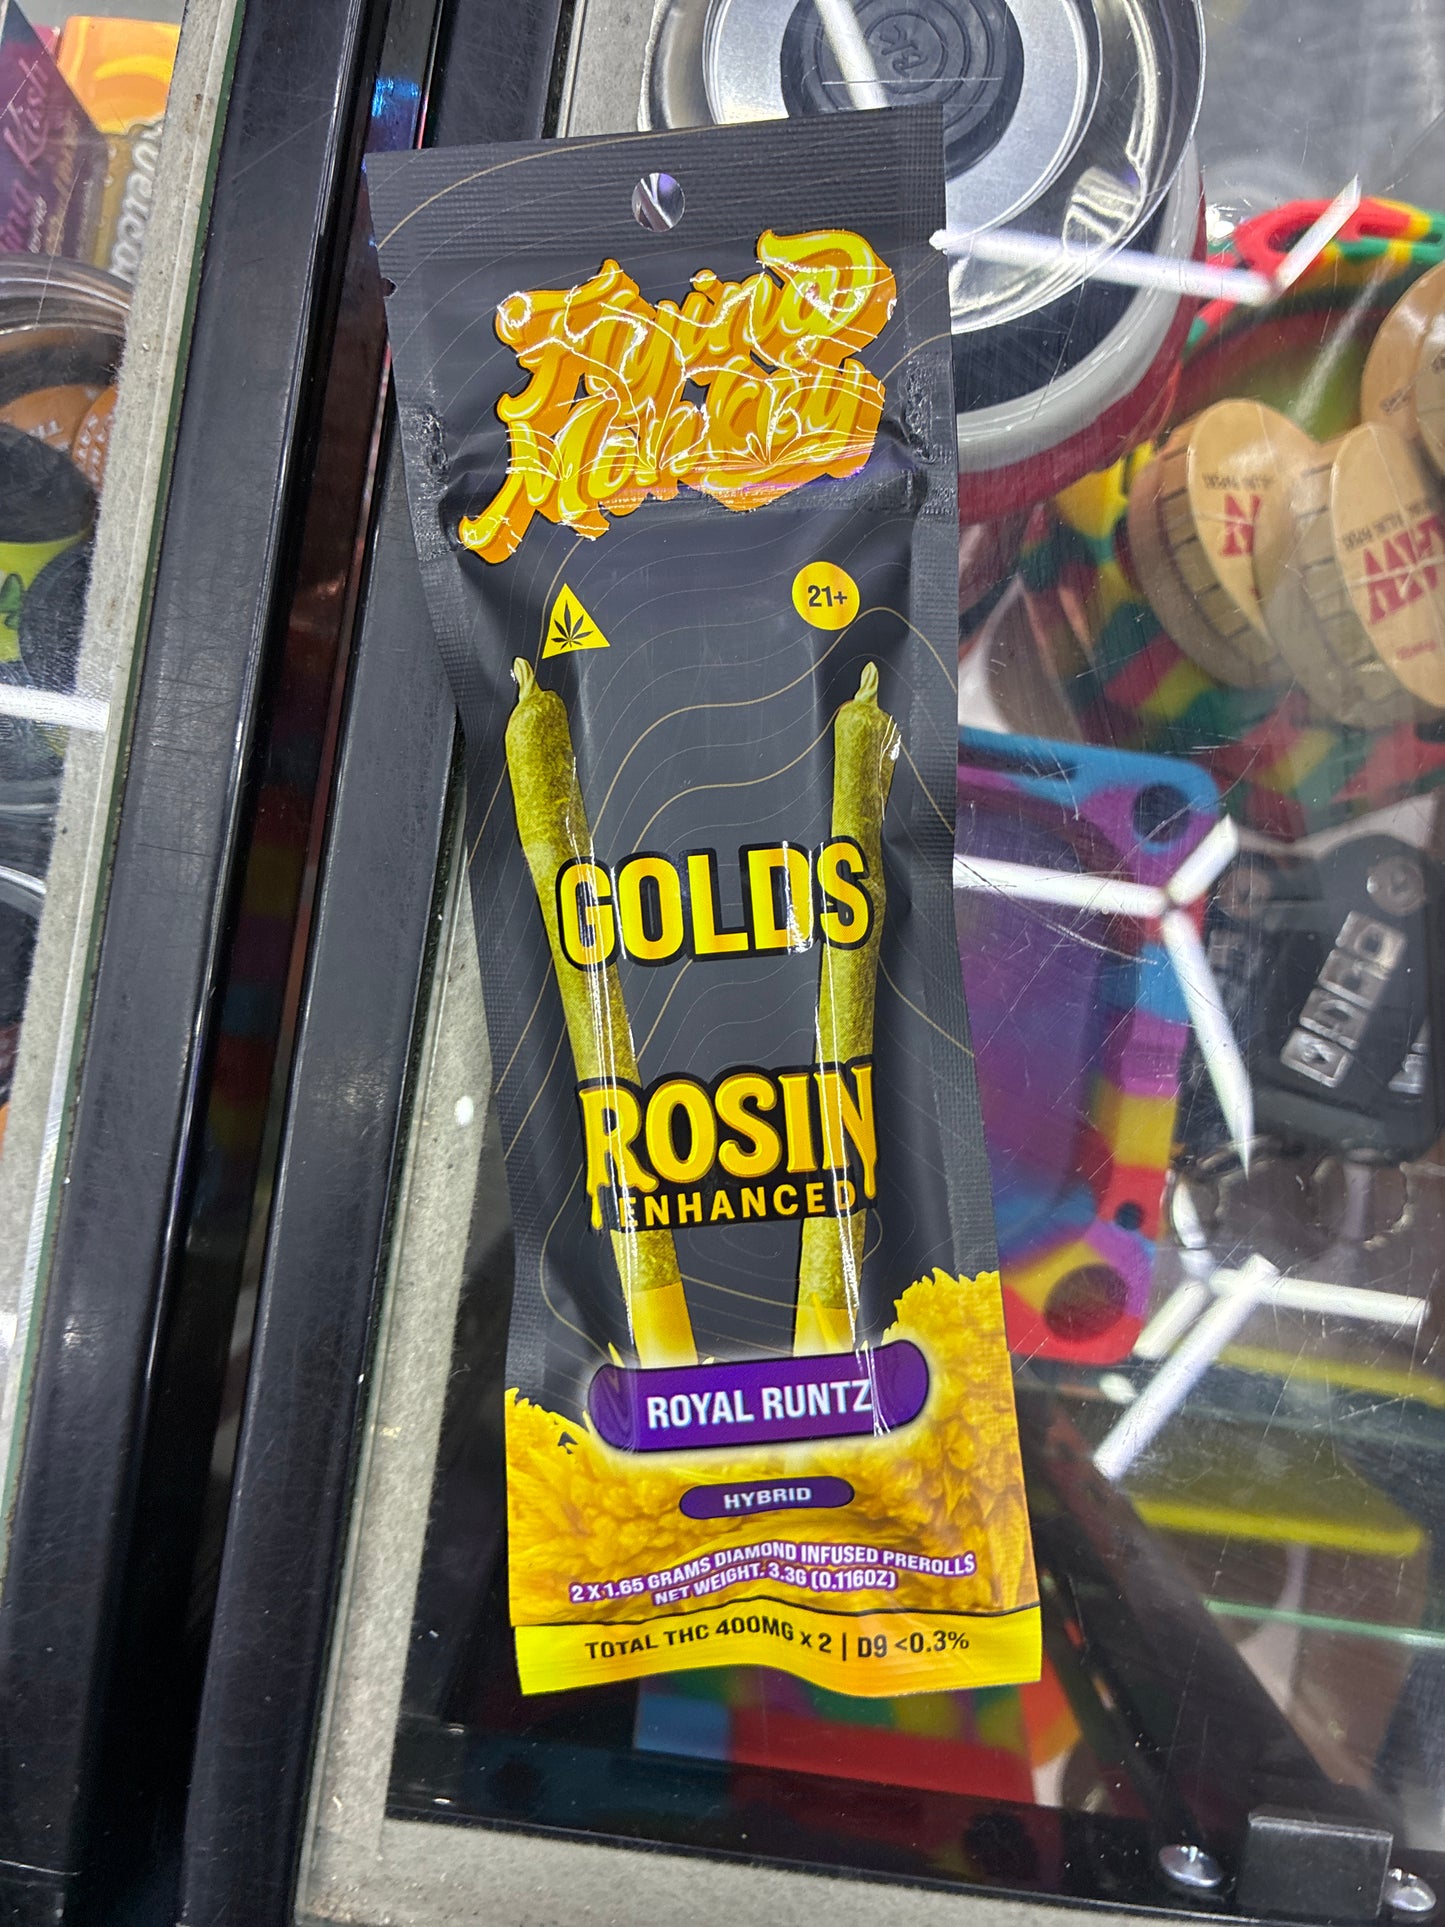 Flying
Monkey
21+
GOLDS
ROSIN
ENHANCED
ROYAL RUNTZ
HYBRID
2 X 1.65 GRAMS DIAMOND INFUSED PREROLLS
NET WEIGHT. 3.3G (0.116OZ)
TOTAL THC 400MG x 2 | D9 <0.3%
RAW